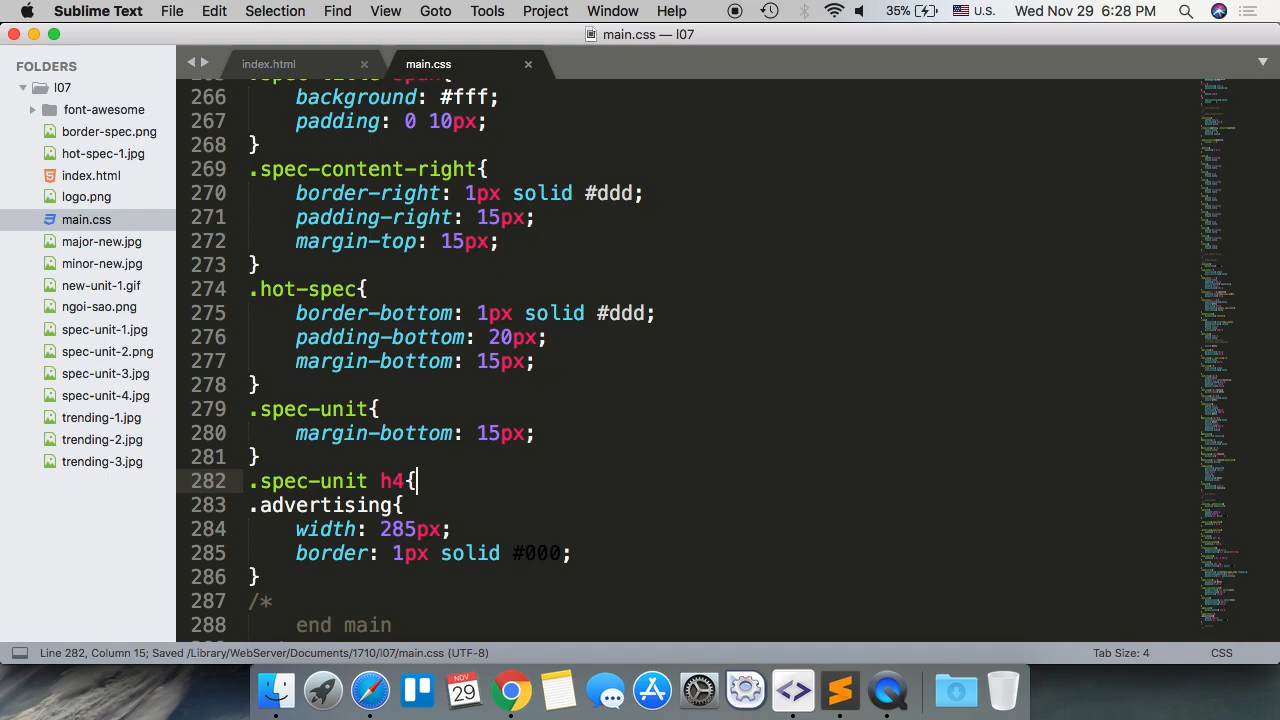 Sublime Text File Edit Selection Find View Goto Tools Project Window Help 35% U.S. Wed Nov 29 6:28 PM
main.css — l07
FOLDERS
l07
font-awesome
border-spec.png
hot-spec-1.jpg
index.html
logo.png
main.css
major-new.jpg
minor-new.jpg
new-unit-1.gif
ngoi-sao.png
spec-unit-1.jpg
spec-unit-2.png
spec-unit-3.jpg
spec-unit-4.jpg
trending-1.jpg
trending-2.jpg
trending-3.jpg
index.html main.css
266 background: #fff;
267 padding: 0 10px;
268 }
269 .spec-content-right{
270 border-right: 1px solid #ddd;
271 padding-right: 15px;
272 margin-top: 15px;
273 }
274 .hot-spec{
275 border-bottom: 1px solid #ddd;
276 padding-bottom: 20px;
277 margin-bottom: 15px;
278 }
279 .spec-unit{
280 margin-bottom: 15px;
281 }
282 .spec-unit h4{
283 .advertising{
284 width: 285px;
285 border: 1px solid #000;
286 }
287 /*
288 end main
Line 282, Column 15; Saved /Library/WebServer/Documents/1710/l07/main.css (UTF-8) Tab Size: 4 CSS
NOV
29